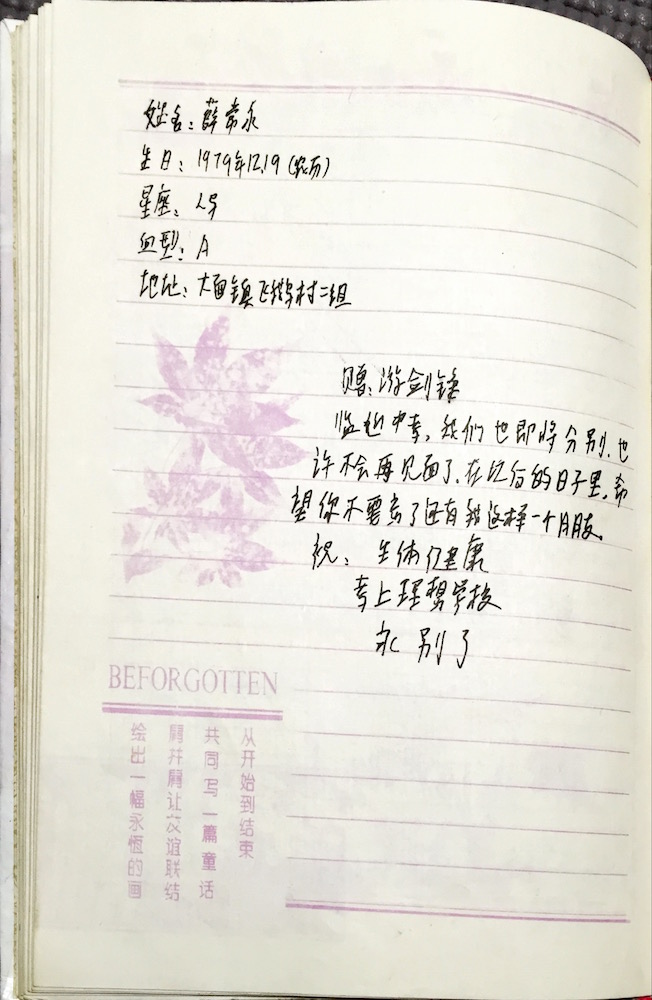 姓名：薛常永
生日：1979年12.19（农历）
星座：
血型：A
地址：大面镇飞鹅村二组
赠：游剑锋
临近中考，我们也即将分别，也
许不会再见面了，在以后的日子里，希
望你不要忘了还有我这样一个朋友。
祝：生体健康
考上理想学校
永别了
BEFORGOTTEN
从开始到结束
共同写一篇童话
肩并肩让友谊联结
绘出一幅永恒的画